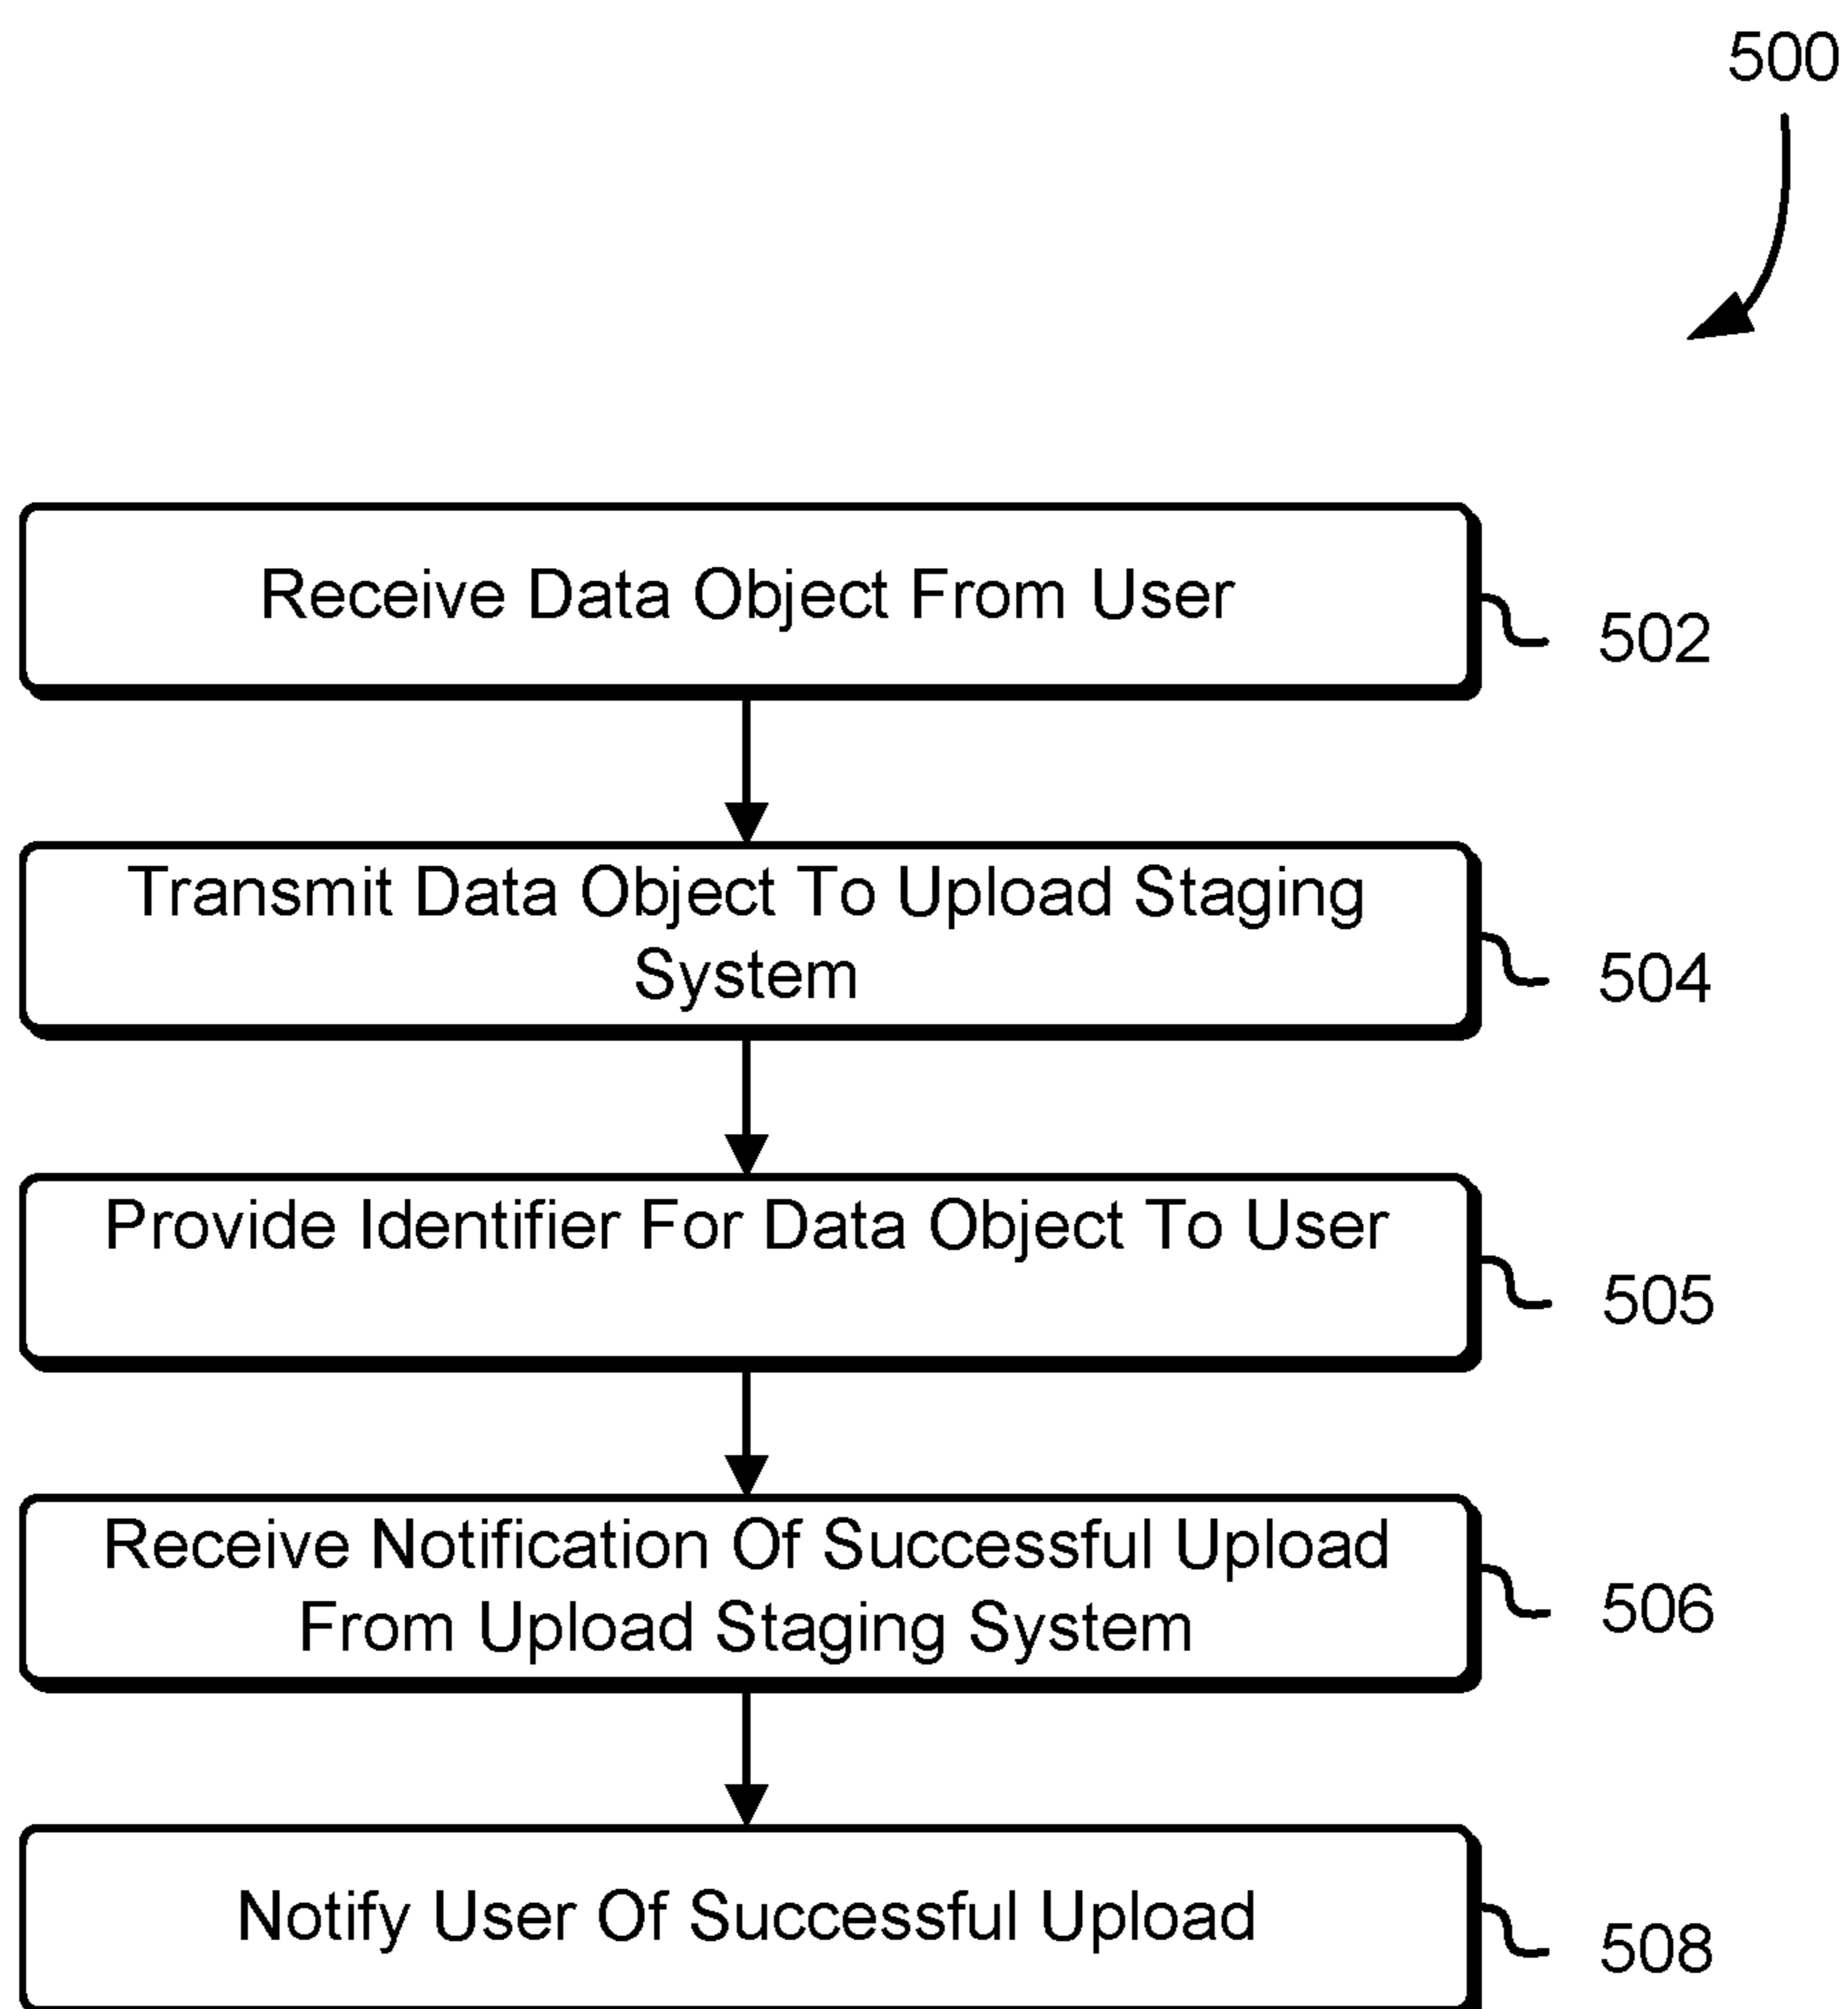 500
Receive Data Object From User
502
Transmit Data Object To Upload Staging
System
504
Provide Identifier For Data Object To User
505
Receive Notification Of Successful Upload
From Upload Staging System
506
Notify User Of Successful Upload
508